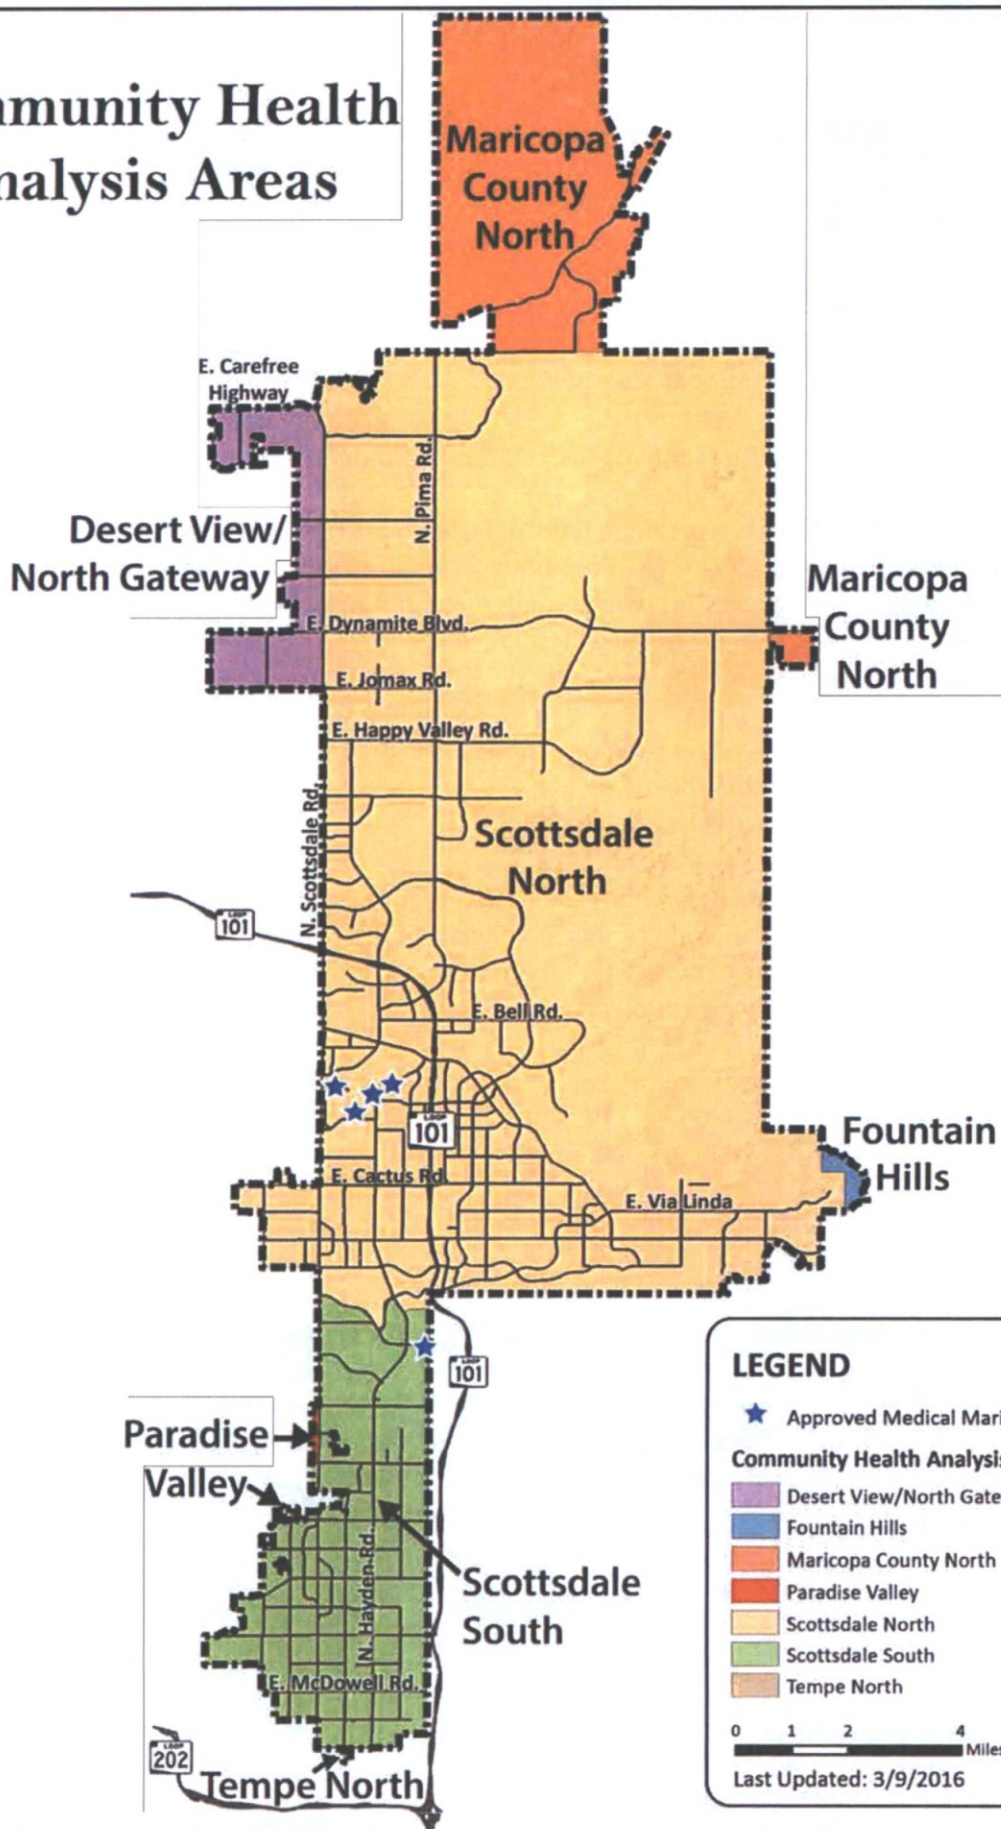 mmunity Health
nalysis Areas
Maricopa
County
North
E. Carefree
Highway
N. Pima Rd.
Desert View/
North Gateway
Maricopa
County
North
E. Dynamite Blvd.
E. Jomax Rd.
E. Happy Valley Rd.
N. Scottsdale Rd.
Scottsdale
North
LOOP
101
E. Bell Rd.
LOOP
101
Fountain
Hills
E. Cactus Rd.
E. Via Linda
LOOP
101
Paradise
Valley
Scottsdale
South
N. Hayden Rd.
E. McDowell Rd.
LOOP
202
Tempe North
LEGEND
Approved Medical Mari
Community Health Analysis
Desert View/North Gate
Fountain Hills
Maricopa County North
Paradise Valley
Scottsdale North
Scottsdale South
Tempe North
0 1 2 4
Miles
Last Updated: 3/9/2016